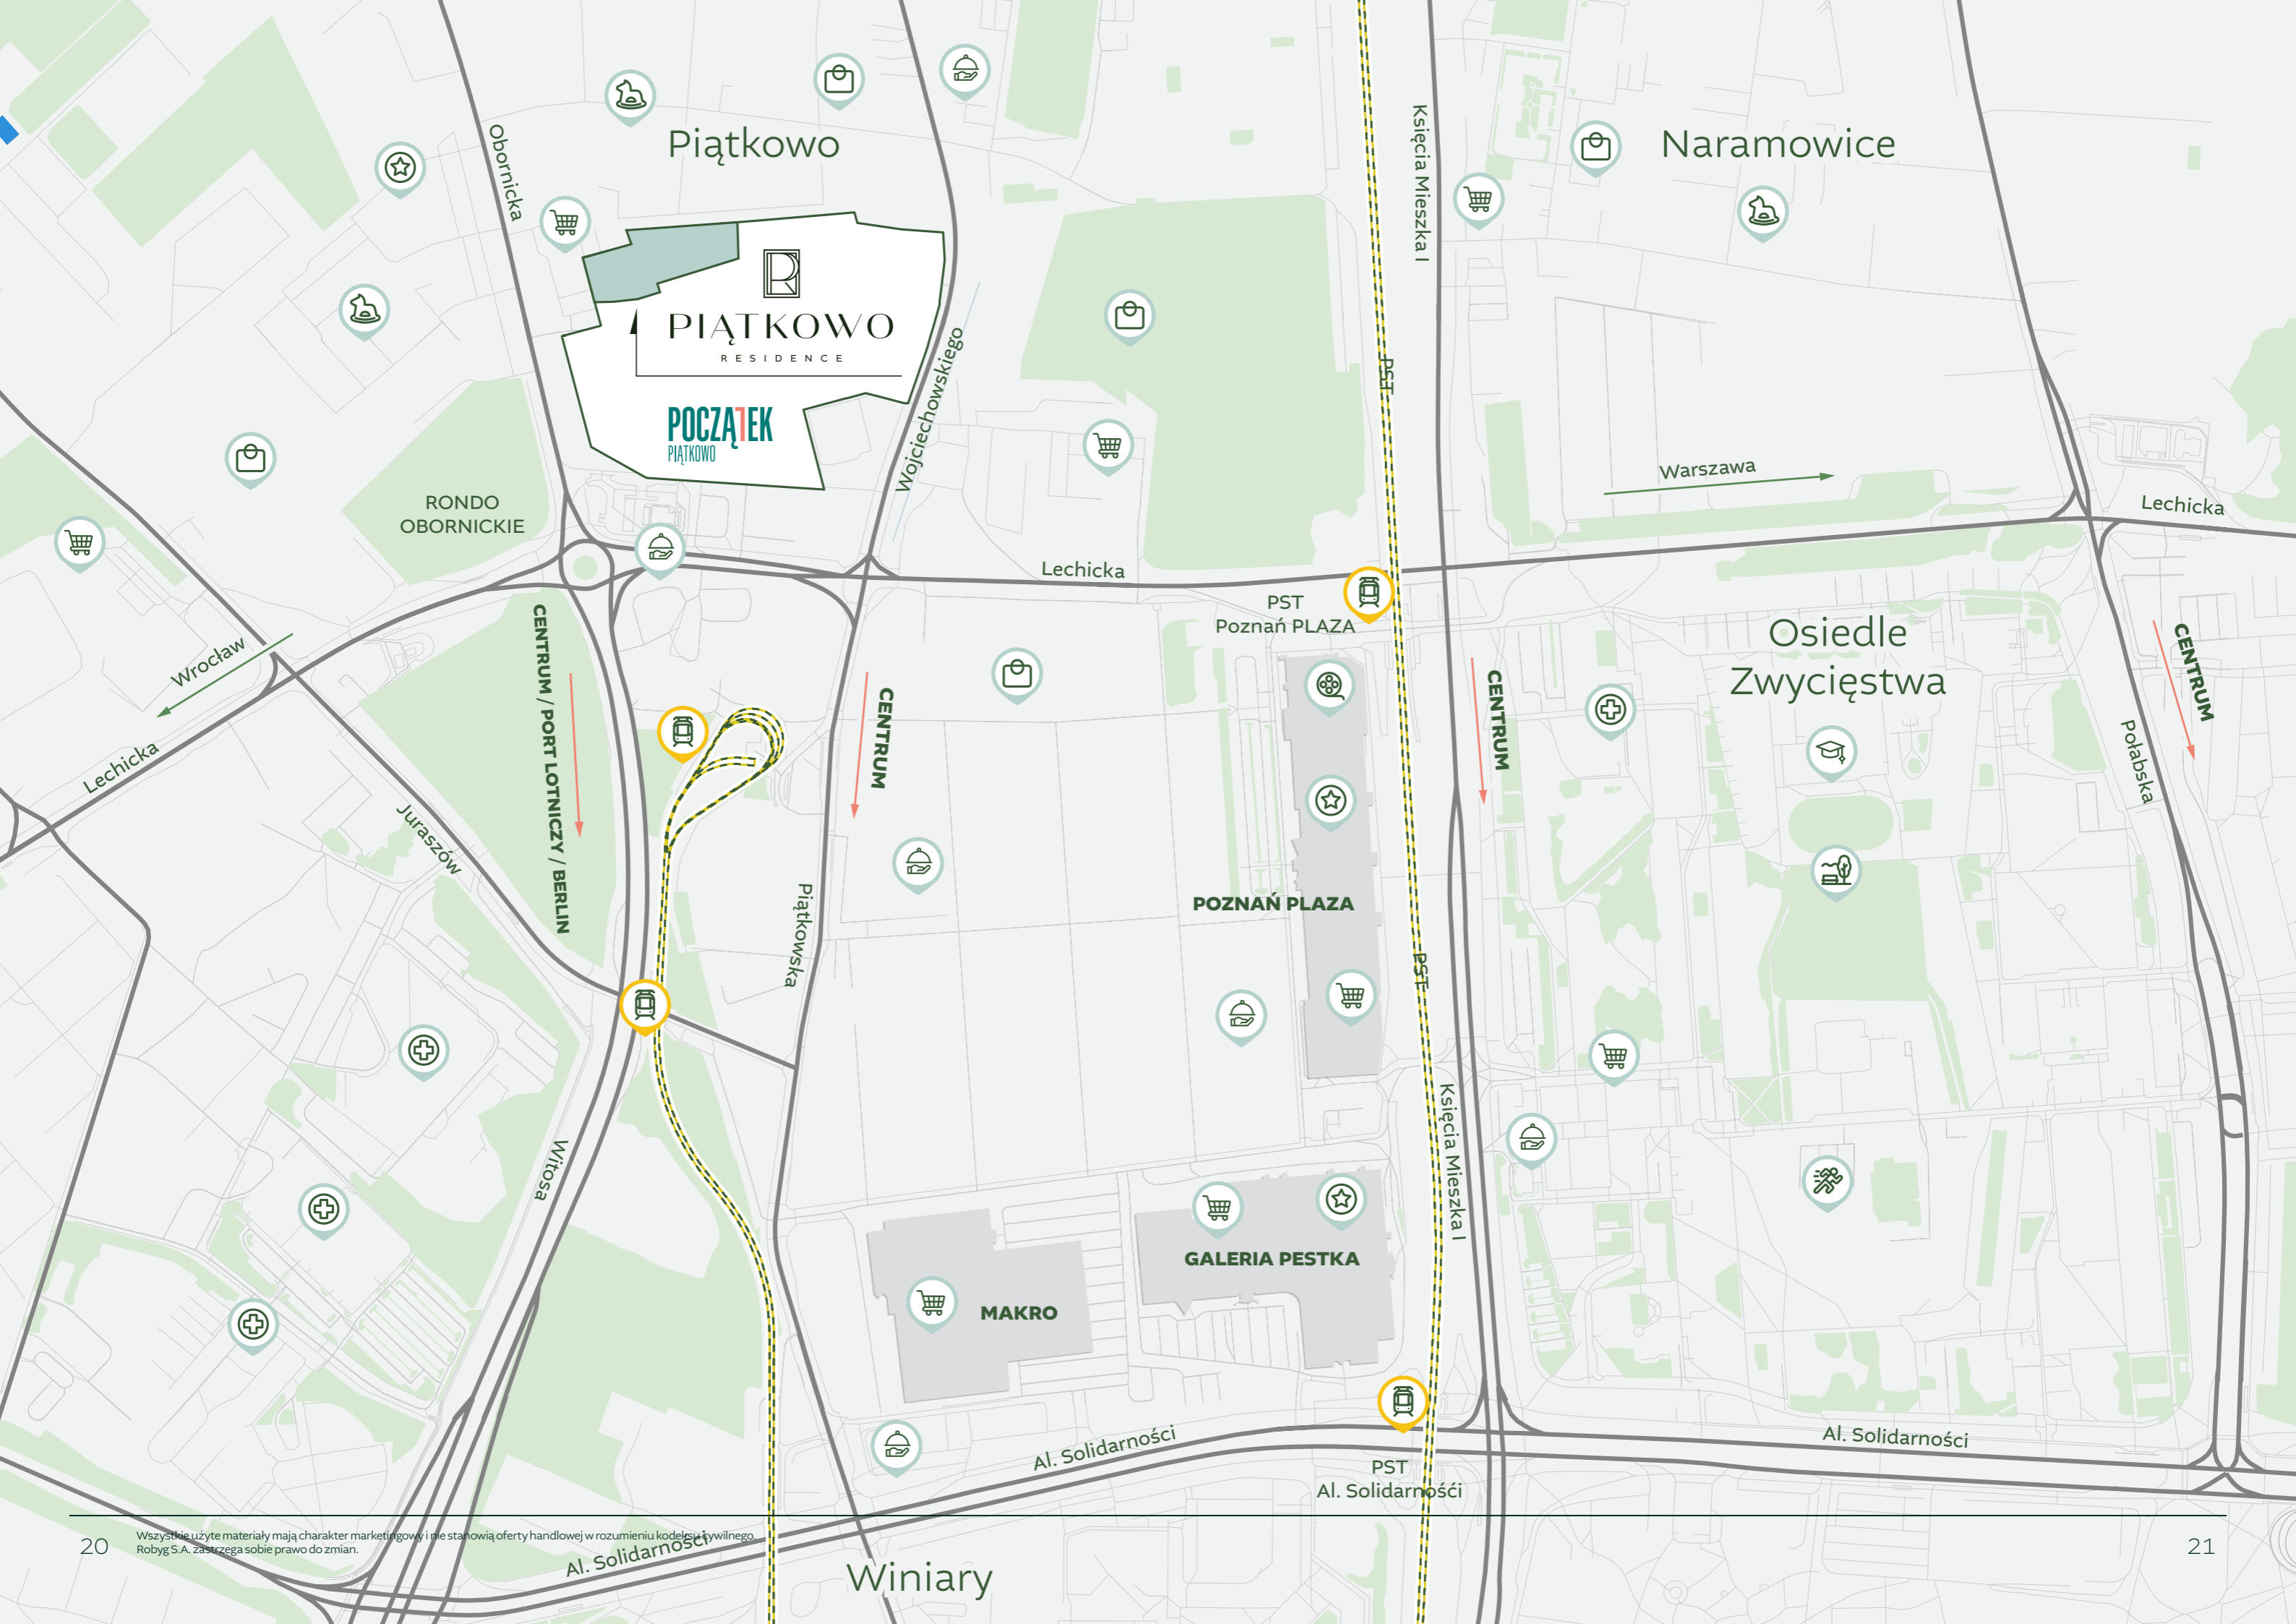 Obornicka
Piątkowo
Księcia Mieszka I
Naramowice
PIĄTKOWO
RESIDENCE
PST
POCZĄTEK
PIĄTKOWO
Wojciechowskiego
Warszawa
Lechicka
RONDO
OBORNICKIE
Lechicka
PST
Poznań PLAZA
Osiedle
Zwycięstwa
Wrocław
CENTRUM / PORT LOTNICZY / BERLIN
CENTRUM
CENTRUM
CENTRUM
Lechicka
Juraszów
Połabska
Piątkowska
POZNAŃ PLAZA
PST
Witosa
Księcia Mieszka I
GALERIA PESTKA
MAKRO
Al. Solidarności
Al. Solidarności
PST
Al. Solidarnośći
20
Wszystkie użyte materiały mają charakter marketingowy i nie stanowią oferty handlowej w rozumieniu kodeksu cywilnego.
Robyg S.A. zastrzega sobie prawo do zmian.
Al. Solidarności
Winiary
21